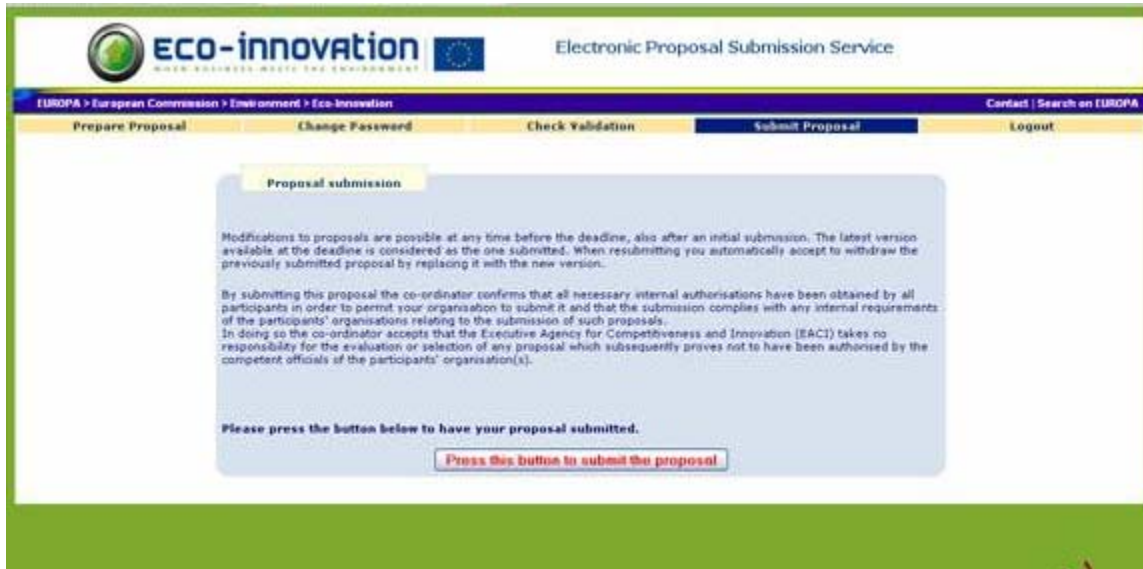 ECO-innovation
WHEN BUSINESS MEETS THE ENVIRONMENT
Electronic Proposal Submission Service
EUROPA > European Commission > Environment > Eco-Innovation
Contact | Search on EUROPA
Prepare Proposal
Change Password
Check Validation
Submit Proposal
Logout
Proposal submission
Modifications to proposals are possible at any time before the deadline, also after an initial submission. The latest version
available at the deadline is considered as the one submitted. When resubmitting you automatically accept to withdraw the
previously submitted proposal by replacing it with the new version.
By submitting this proposal the co-ordinator confirms that all necessary internal authorisations have been obtained by all
participants in order to permit your organisation to submit it and that the submission complies with any internal requirements
of the participants' organisations relating to the submission of such proposals.
In doing so the co-ordinator accepts that the Executive Agency for Competitiveness and Innovation (EACI) takes no
responsibility for the evaluation or selection of any proposal which subsequently proves not to have been authorised by the
competent officials of the participants' organisation(s).
Please press the button below to have your proposal submitted.
Press this button to submit the proposal